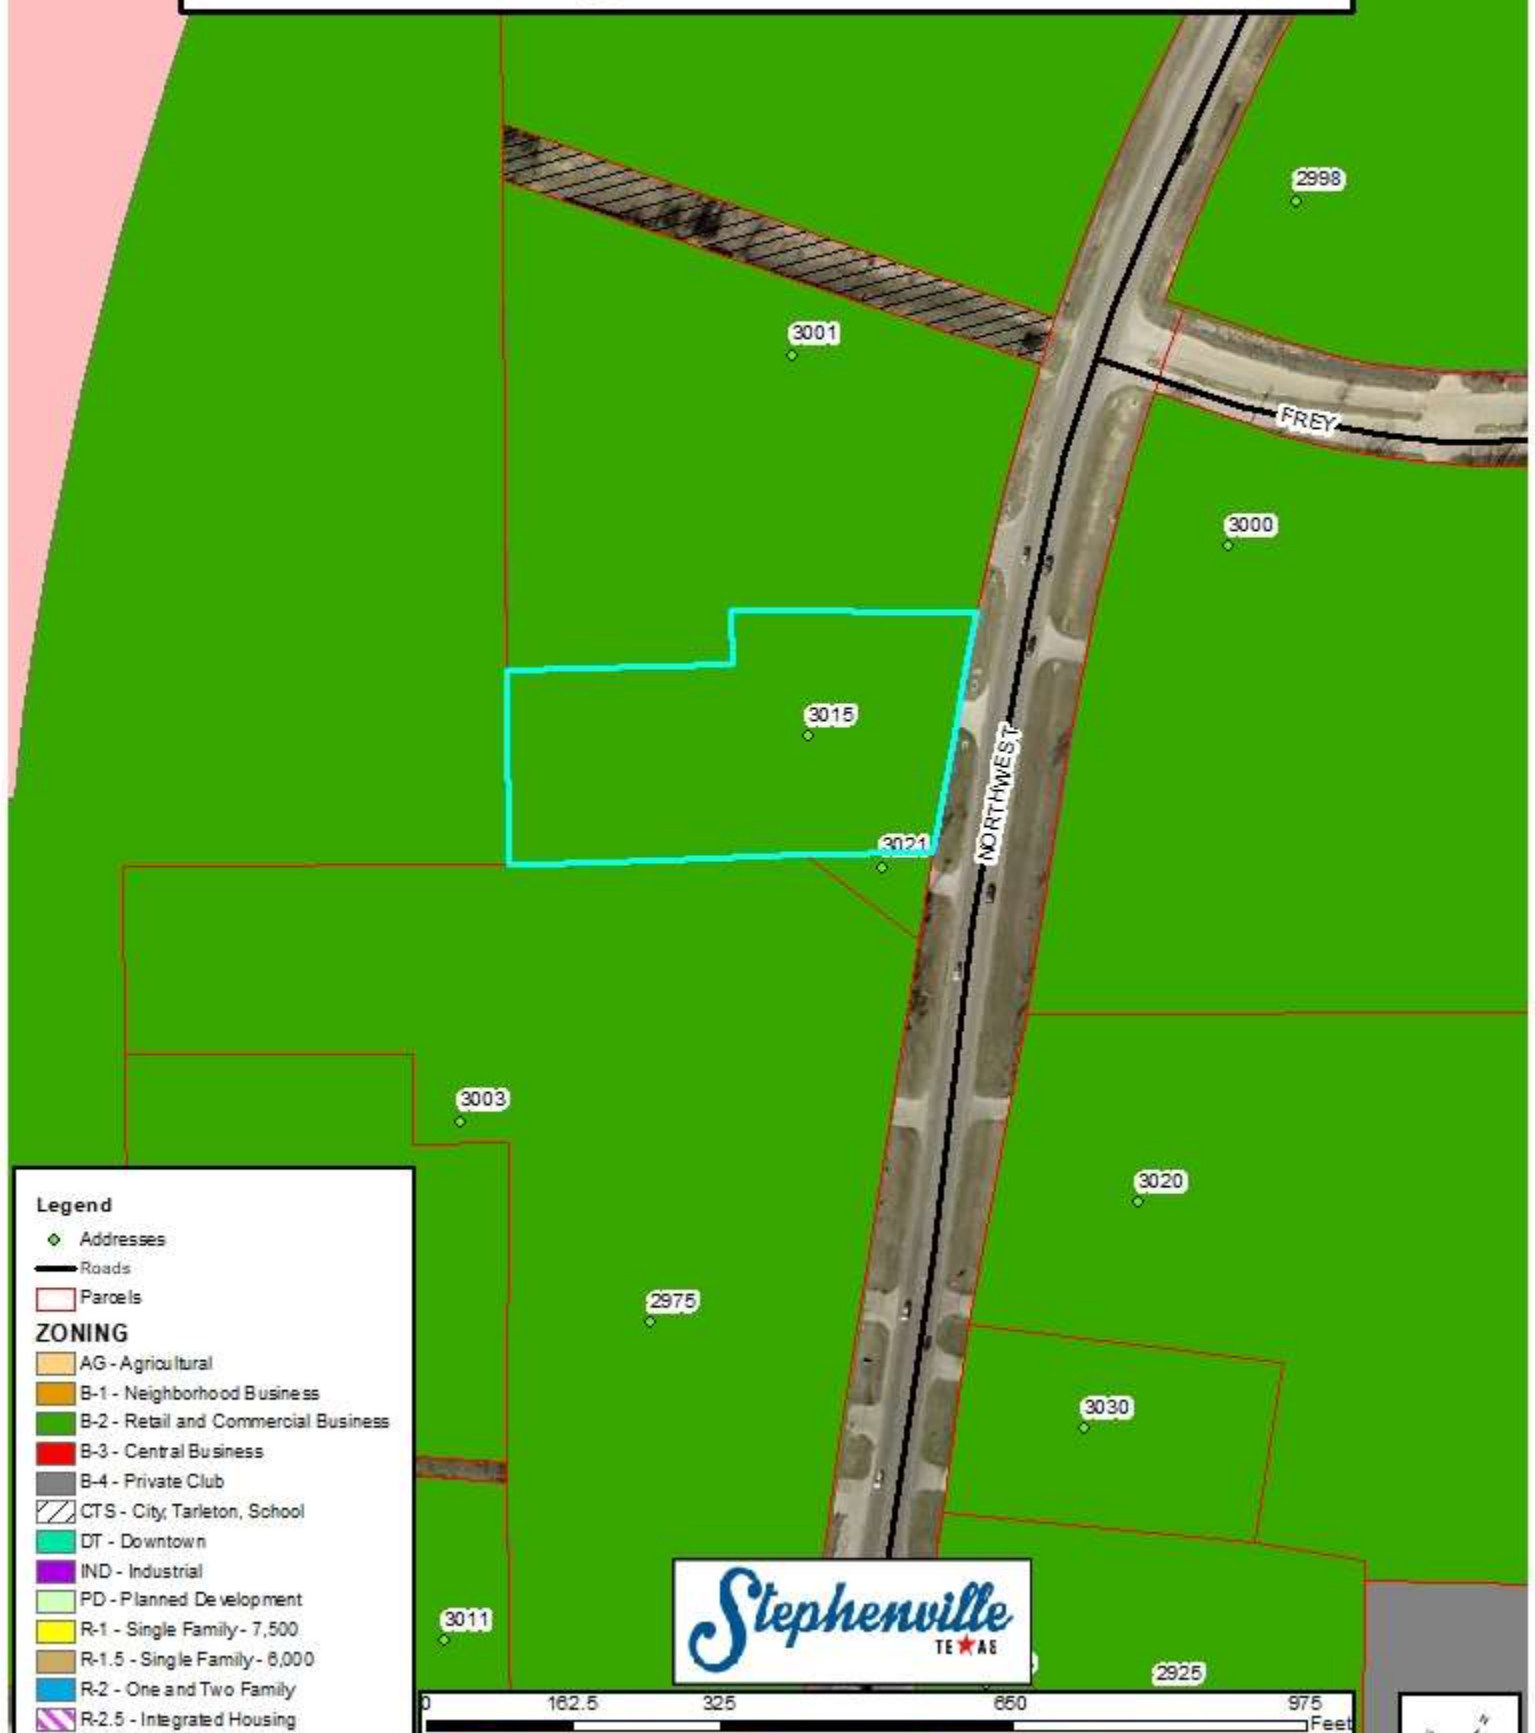 2998
3001
FREY
3000
3015
NORTHWEST
3021
3003
3020
2975
3030
3011
2925
Legend
Addresses
Roads
Parcels
ZONING
AG - Agricultural
B-1 - Neighborhood Business
B-2 - Retail and Commercial Business
B-3 - Central Business
B-4 - Private Club
CTS - City, Tarleton, School
DT - Downtown
IND - Industrial
PD - Planned Development
R-1 - Single Family - 7,500
R-1.5 - Single Family - 6,000
R-2 - One and Two Family
R-2.5 - Integrated Housing
Stephenville
TEXAS
0 162.5 325 650 975
Feet
N